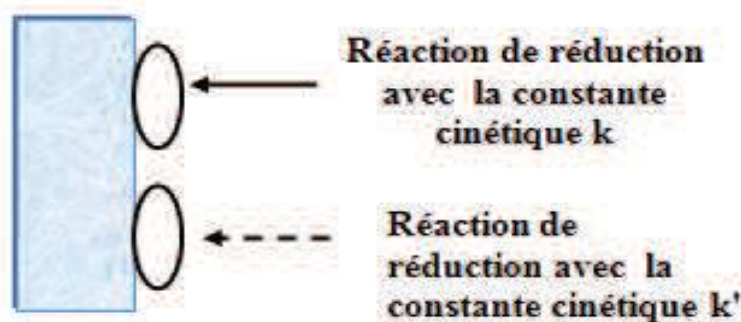 Réaction de réduction
avec la constante
cinétique k
Réaction de
réduction avec la
constante cinétique k'